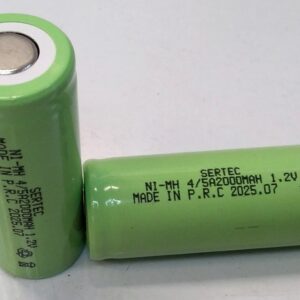 SERTEC
NI-MH 4/5A2000MAH 1.2V
MADE IN P.R.C 2025.07
SERTEC
NI-MH 4/5A2000MAH 1.2V
MADE IN P.R.C 2025.07